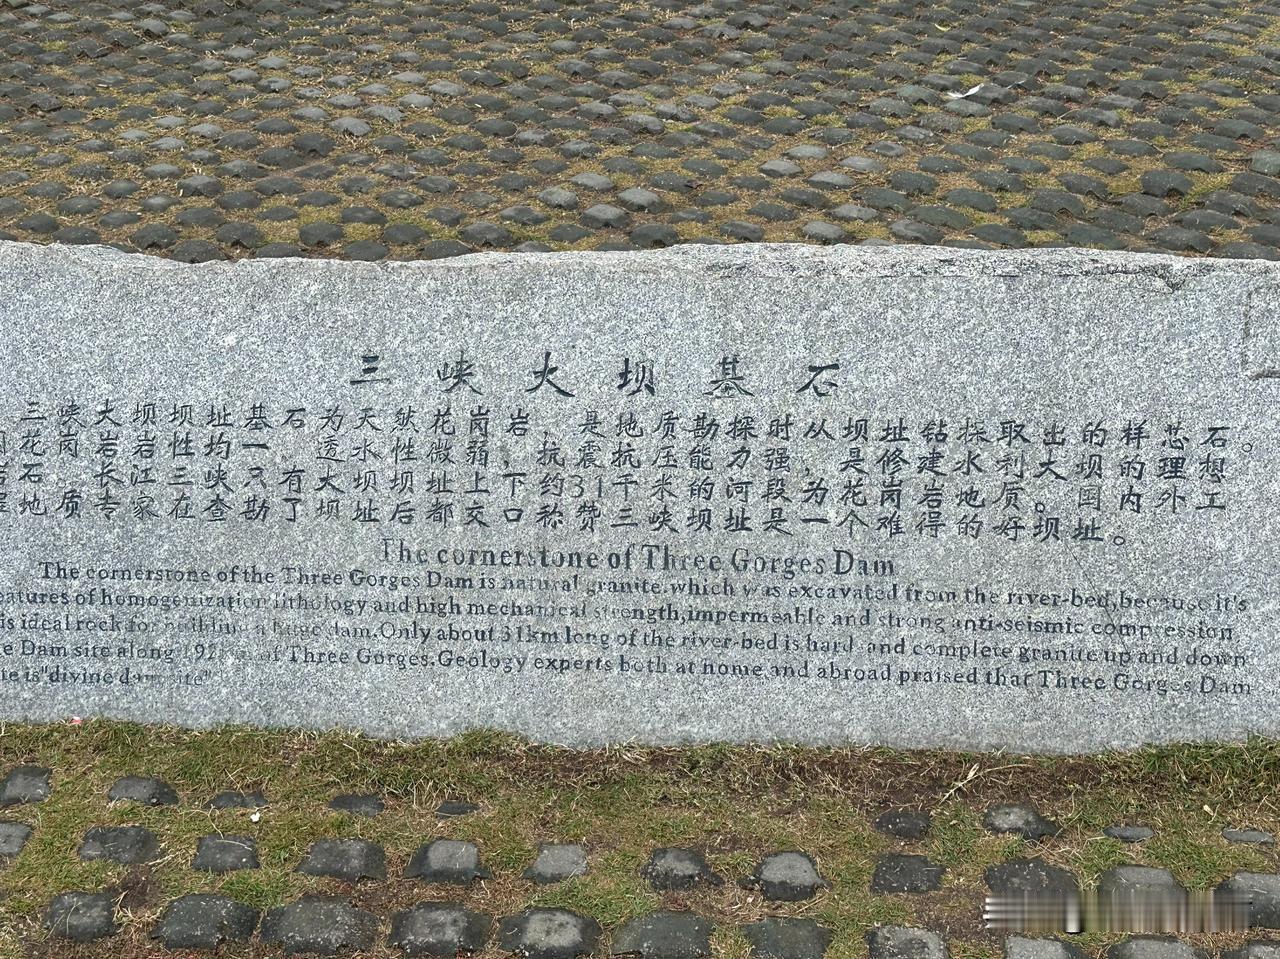 三峡大坝基石
三峡大坝坝址基石为天然花岗岩，是地质勘探时从坝址钻探取出的样芯石。
花岗岩岩性均一、透水性微弱、抗震抗压能力强，是修建水利大坝的理想
岩石。长江三峡只有大坝坝址上下约31千米的河段为花岗岩地质。国内外工
程地质专家在查勘了坝址后都交口称赞三峡坝址是一个难得的好坝址。
The cornerstone of Three Gorges Dam
The cornerstone of the Three Gorges Dam is natural granite.which was excavated from the river-bed,because it's
eatures of homogenization lithology and high mechanical strength,impermeable and strong anti-seismic compression
is ideal rock for building a huge dam.Only about 31km long of the river-bed is hard and complete granite up and down
e Dam site along of Three Gorges.Geology experts both at home and abroad praised that Three Gorges Dam
te is "divine dam site"